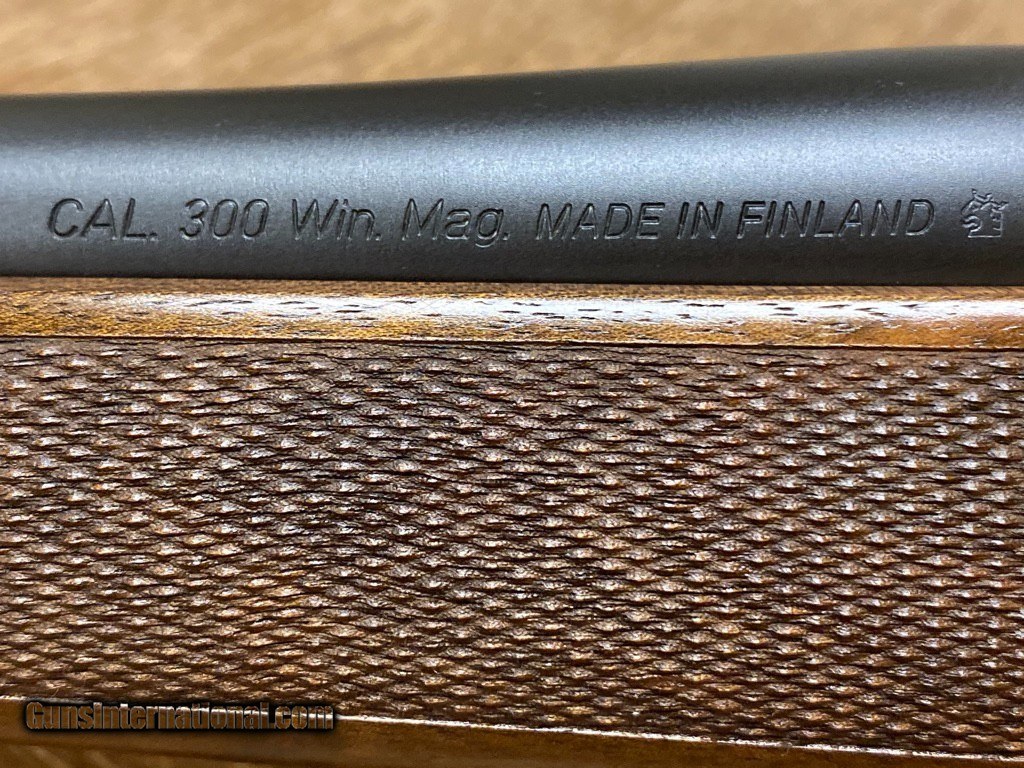 CAL. 300 Win. Mag. MADE IN FINLAND
GunsInternational.com